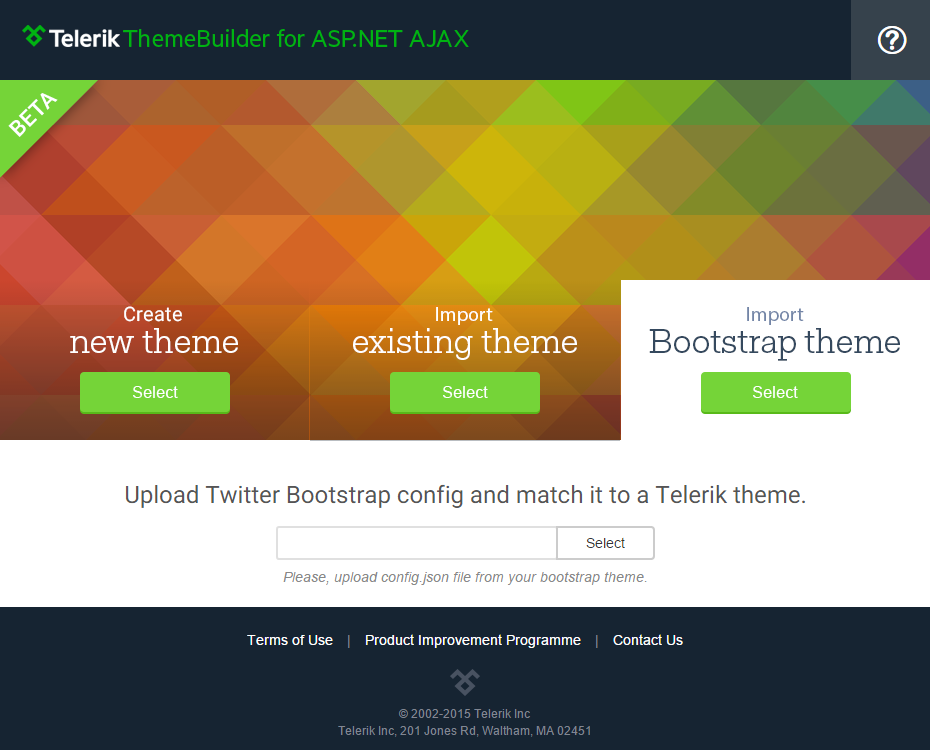 Telerik ThemeBuilder for ASP.NET AJAX
?
BETA
Create
new theme
Select
Import
existing theme
Select
Import
Bootstrap theme
Select
Upload Twitter Bootstrap config and match it to a Telerik theme.
Select
Please, upload config.json file from your bootstrap theme.
Terms of Use | Product Improvement Programme | Contact Us
© 2002-2015 Telerik Inc
Telerik Inc, 201 Jones Rd, Waltham, MA 02451